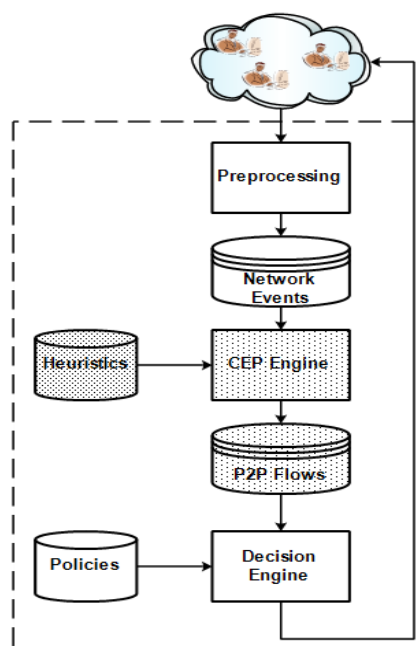 Preprocessing
Network
Events
Heuristics
CEP Engine
P2P Flows
Policies
Decision
Engine